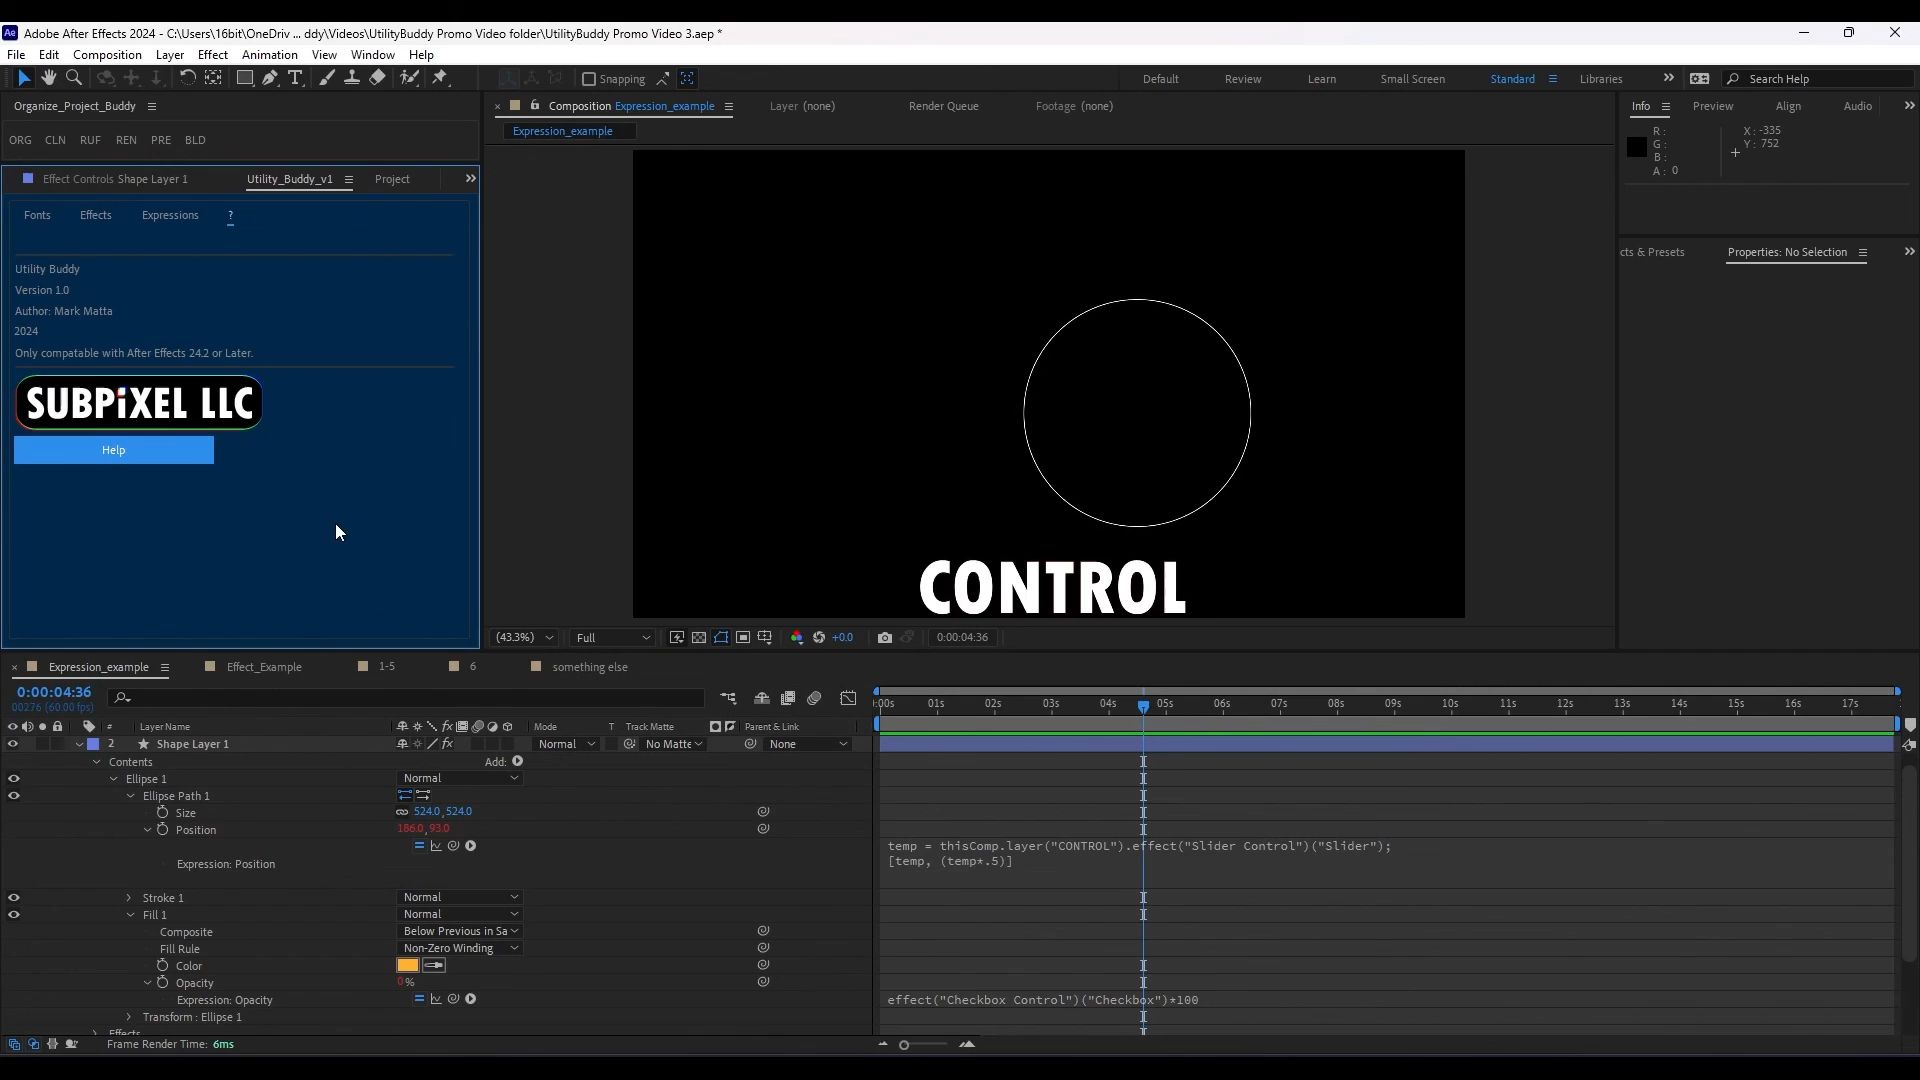 Adobe After Effects 2024 - C:\Users\16bit\OneDriv ... ddy\Videos\UtilityBuddy Promo Video folder\UtilityBuddy Promo Video 3.aep *
File Edit Composition Layer Effect Animation View Window Help
Snapping
Default Review Learn Small Screen Standard Libraries Search Help
Organize_Project_Buddy
Composition Expression_example
Layer (none) Render Queue Footage (none)
Info Preview Align Audio
Expression_example
ORG CLN RUF REN PRE BLD
R:
G:
B:
A: 0
X: -335
Y: 752
Effect Controls Shape Layer 1 Utility_Buddy_v1 Project
Fonts Effects Expressions ?
Utility Buddy
Version 1.0
Author: Mark Matta
2024
Only compatable with After Effects 24.2 or Later.
SUBPiXEL LLC
Help
cts & Presets Properties: No Selection
CONTROL
(43.3%) Full +0.0 0:00:04:36
Expression_example Effect_Example 1-5 6 something else
0:00:04:36
00276 (60.00 fps)
:00s 01s 02s 03s 04s 05s 06s 07s 08s 09s 10s 11s 12s 13s 14s 15s 16s 17s
# Layer Name Mode T Track Matte Parent & Link
2 Shape Layer 1 Normal No Matte None
Contents Add:
Ellipse 1 Normal
Ellipse Path 1
Size 524.0, 524.0
Position 186.0, 93.0
Expression: Position
temp = thisComp.layer("CONTROL").effect("Slider Control")("Slider");
[temp, (temp*.5)]
Stroke 1 Normal
Fill 1 Normal
Composite Below Previous in Sa
Fill Rule Non-Zero Winding
Color
Opacity 0 %
Expression: Opacity
effect("Checkbox Control")("Checkbox")*100
Transform : Ellipse 1
Effects
Frame Render Time: 6ms